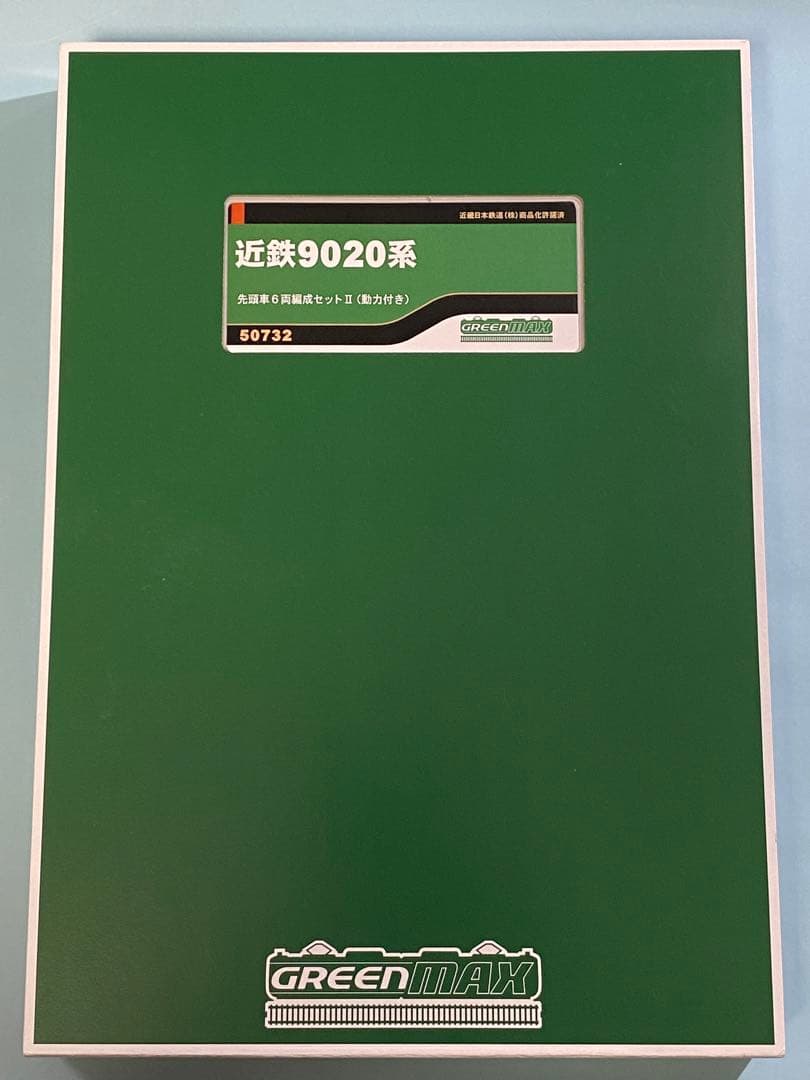 近畿日本鉄道（株）商品化許諾済
近鉄9020系
先頭車6両編成セットⅡ（動力付き）
50732
GREENMAX
GREENMAX